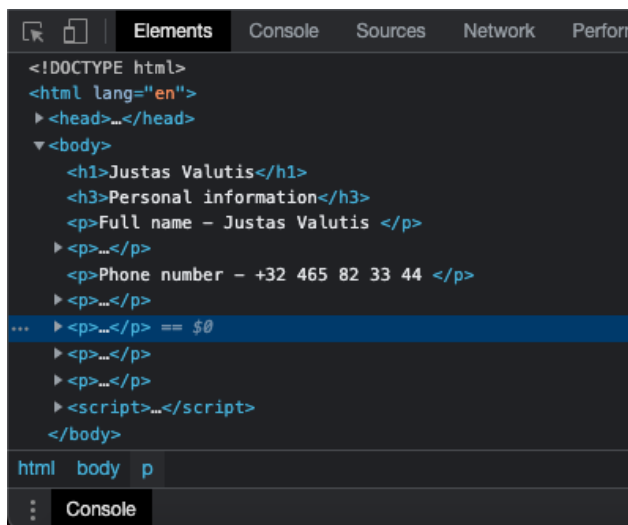 Elements Console Sources Network Perfor
<!DOCTYPE html>
<html lang="en">
<head>…</head>
<body>
<h1>Justas Valutis</h1>
<h3>Personal information</h3>
<p>Full name – Justas Valutis </p>
<p>…</p>
<p>Phone number – +32 465 82 33 44 </p>
<p>…</p>
… <p>…</p> == $0
<p>…</p>
<p>…</p>
<script>…</script>
</body>
html body p
Console